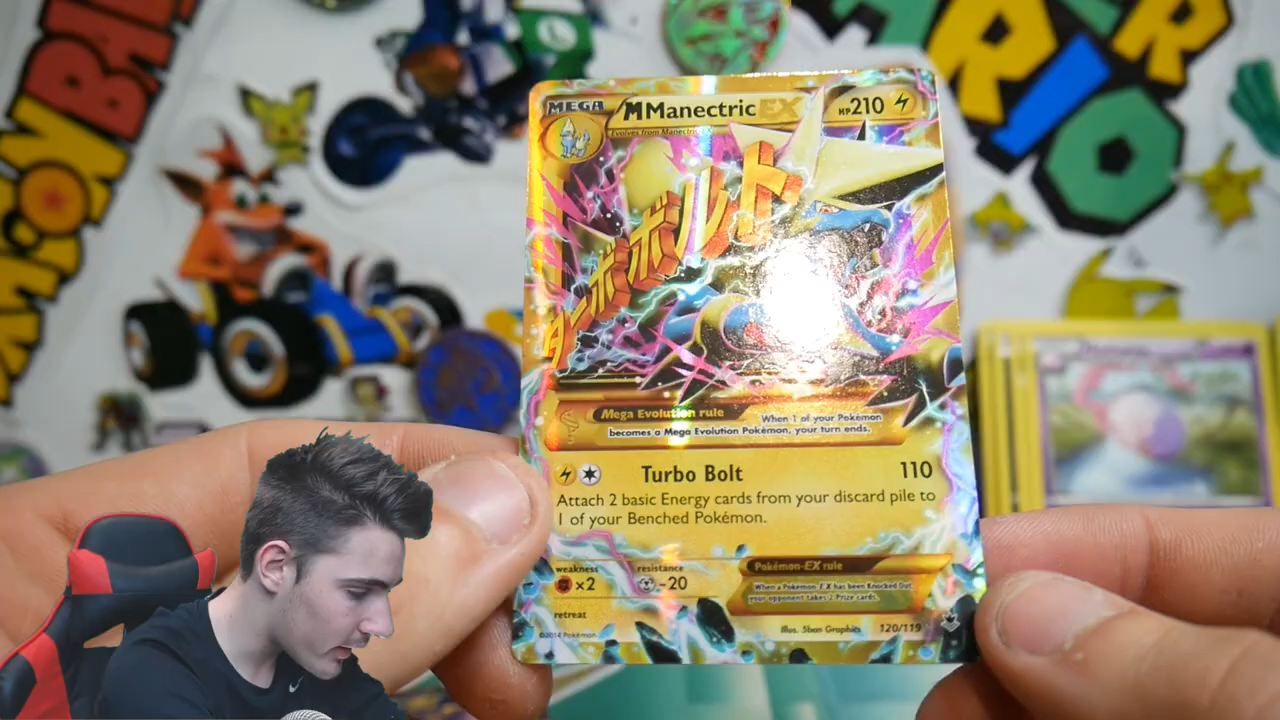 MEGA
M Manectric EX
HP210
Evolves from Manectric EX
ターボボルト
Mega Evolution rule
When 1 of your Pokémon
becomes a Mega Evolution Pokémon, your turn ends.
Turbo Bolt 110
Attach 2 basic Energy cards from your discard pile to
1 of your Benched Pokémon.
weakness
×2
resistance
-20
retreat
Pokémon-EX rule
When a Pokémon-EX has been Knocked Out,
your opponent takes 2 Prize cards.
©2014 Pokémon
Illus. 5ban Graphics
120/119